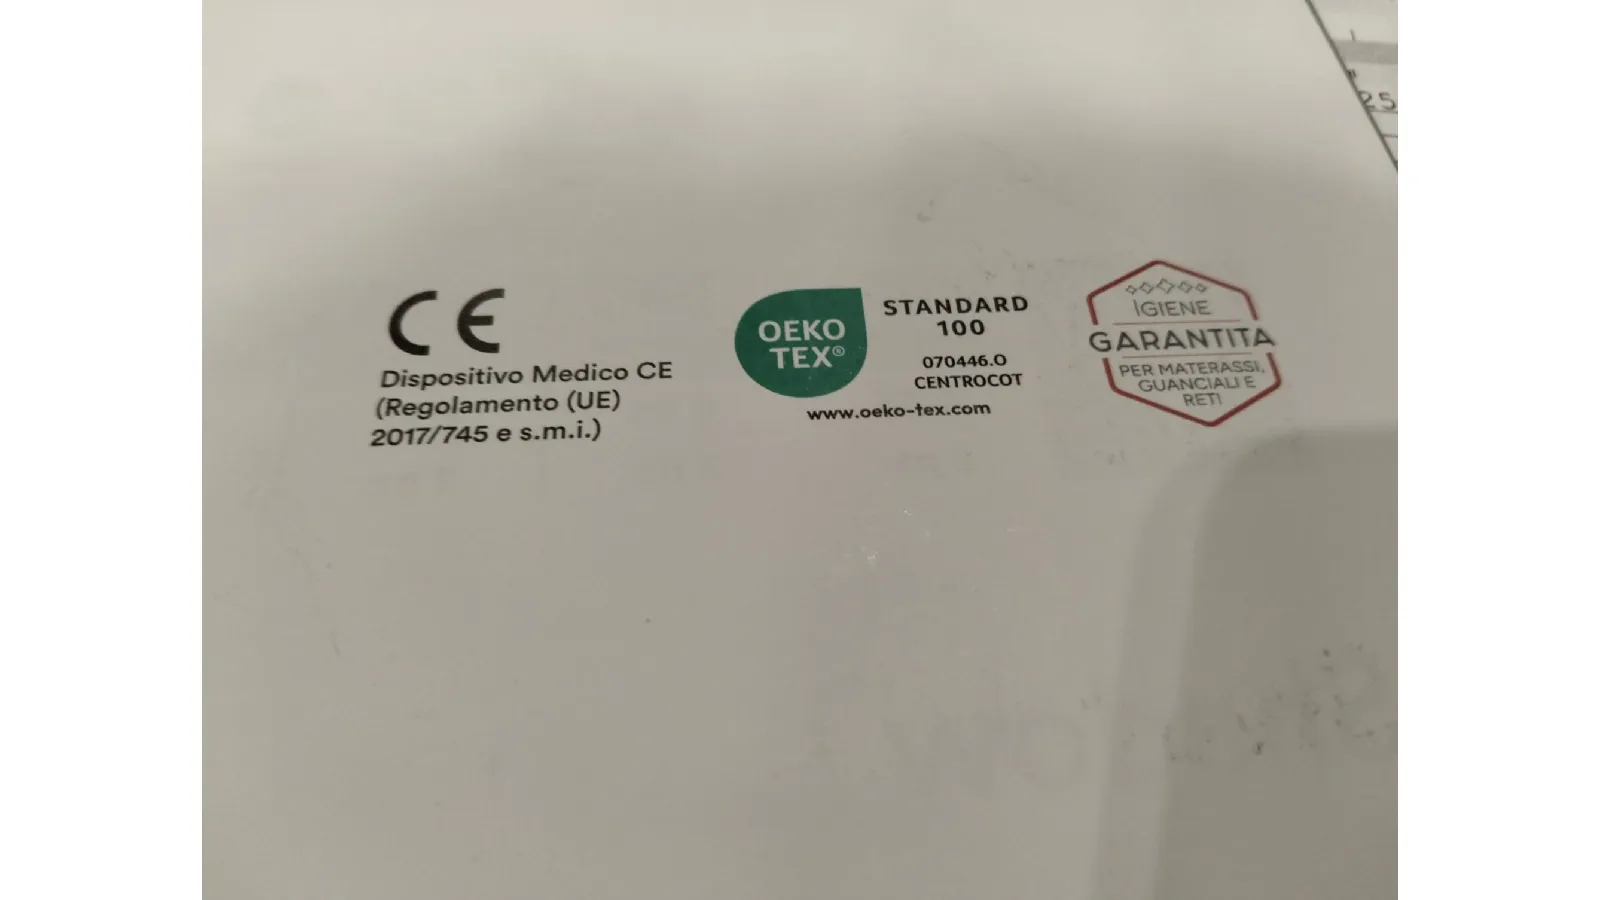 CE
Dispositivo Medico CE
(Regolamento (UE)
2017/745 e s.m.i.)
OEKO
TEX®
STANDARD
100
070446.O
CENTROCOT
www.oeko-tex.com
IGIENE
GARANTITA
PER MATERASSI,
GUANCIALI E
RETI
25